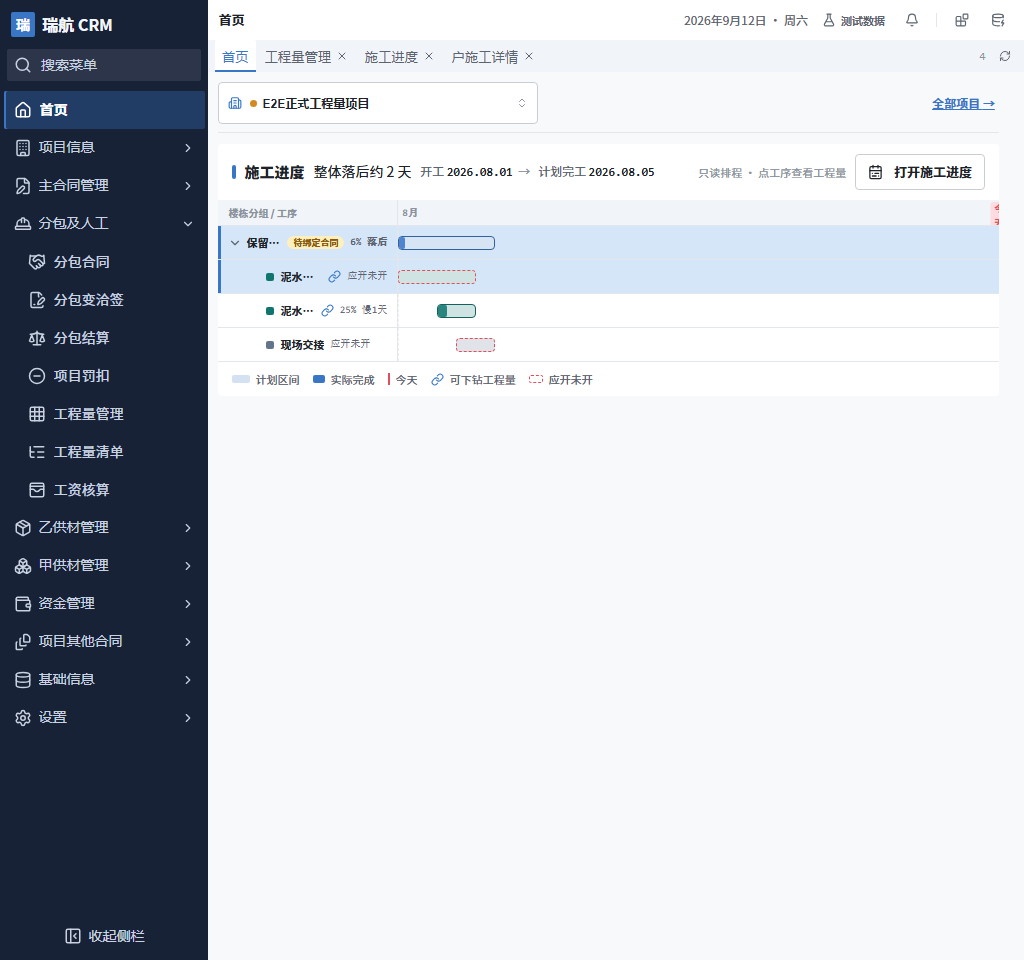 瑞 瑞航 CRM
搜索菜单
首页
项目信息
主合同管理
分包及人工
分包合同
分包变洽签
分包结算
项目罚扣
工程量管理
工程量清单
工资核算
乙供材管理
甲供材管理
资金管理
项目其他合同
基础信息
设置
收起侧栏
首页
2026年9月12日 · 周六 测试数据
首页 工程量管理 施工进度 户施工详情 4
E2E正式工程量项目
全部项目 →
施工进度 整体落后约 2 天 开工 2026.08.01 → 计划完工 2026.08.05 只读排程 · 点工序查看工程量 打开施工进度
楼栋分组 / 工序 8月
保留… 待绑定合同 6% 落后
泥水… 应开未开
泥水… 25% 慢1天
现场交接 应开未开
计划区间 实际完成 今天 可下钻工程量 应开未开